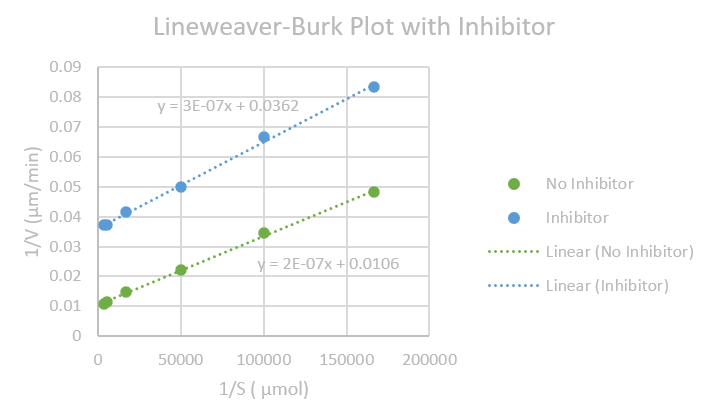 Lineweaver-Burk Plot with Inhibitor
0.09
0.08
0.07
0.06
0.05
0.04
0.03
0.02
0.01
0
1/V (μm/min)
y = 3E-07x + 0.0362
y = 2E-07x + 0.0106
0 50000 100000 150000 200000
1/S ( μmol)
No Inhibitor
Inhibitor
Linear (No Inhibitor)
Linear (Inhibitor)